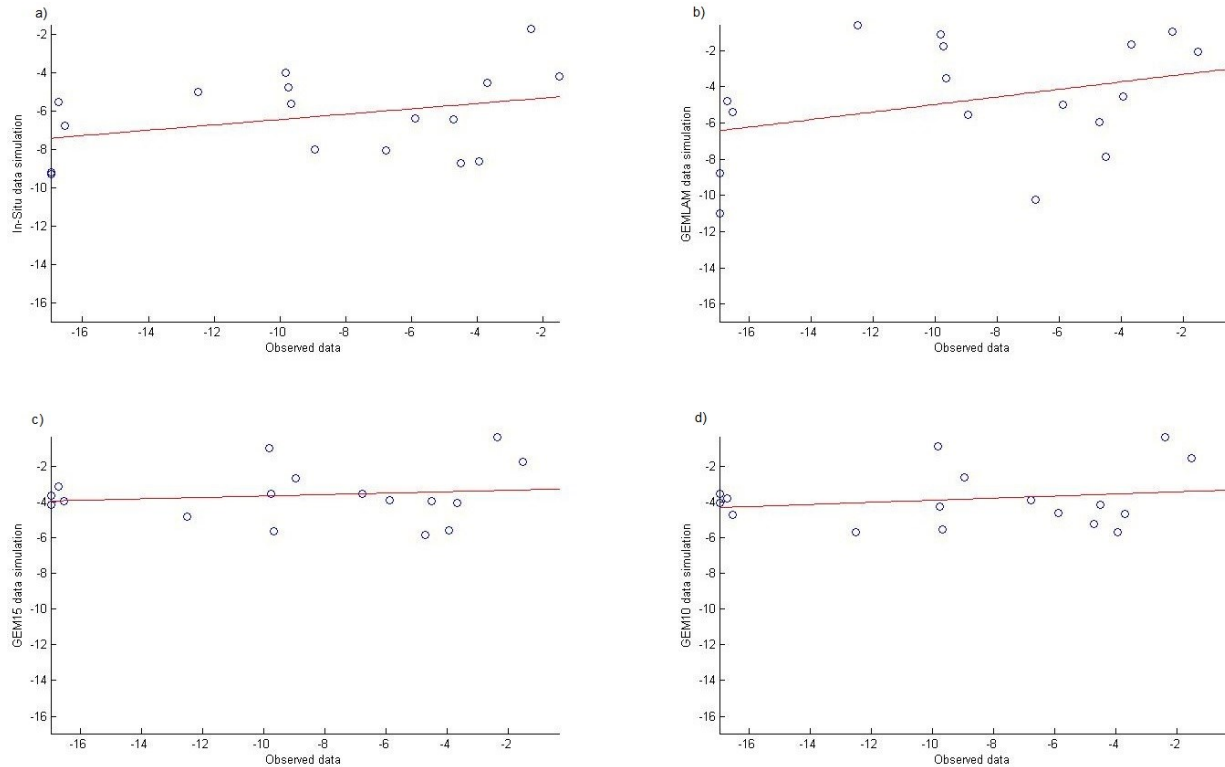 a)
-2
-4
-6
-8
-10
-12
-14
-16
In-Situ data simulation
-16 -14 -12 -10 -8 -6 -4 -2
Observed data
b)
-2
-4
-6
-8
-10
-12
-14
-16
GEMLAM data simulation
-16 -14 -12 -10 -8 -6 -4 -2
Observed data
c)
-2
-4
-6
-8
-10
-12
-14
-16
GEM15 data simulation
-16 -14 -12 -10 -8 -6 -4 -2
Observed data
d)
-2
-4
-6
-8
-10
-12
-14
-16
GEM10 data simulation
-16 -14 -12 -10 -8 -6 -4 -2
Observed data